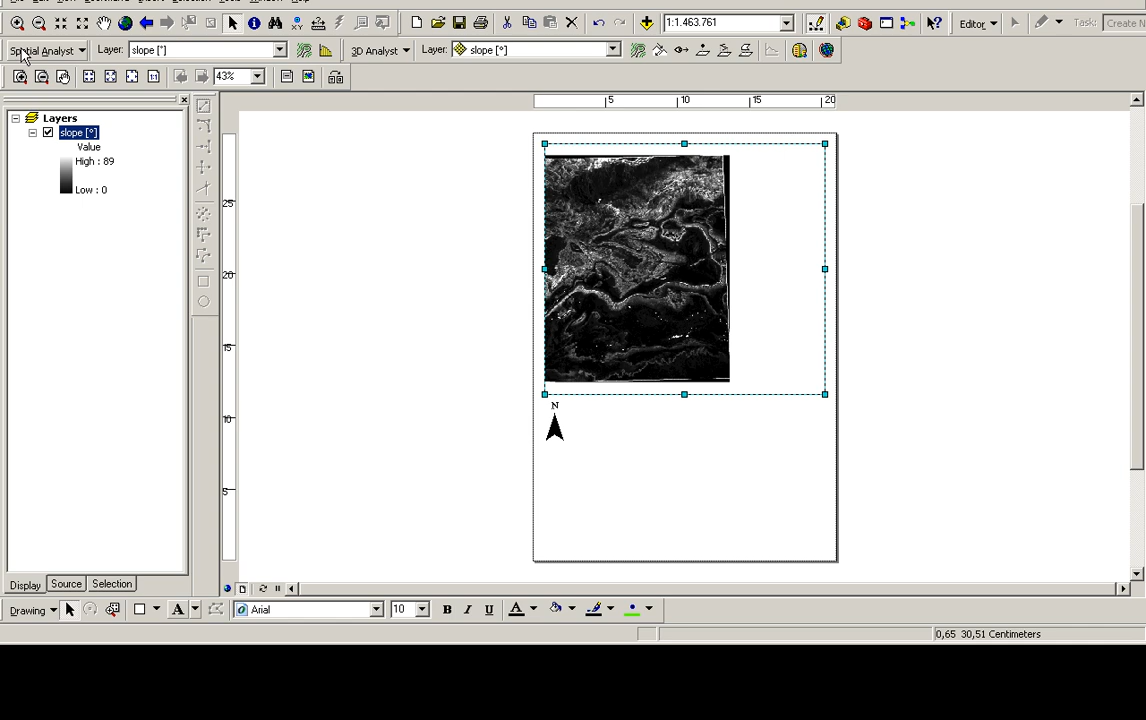 1:1.463.761
Editor
Task:
Create N
Spatial Analyst
Layer:
slope [°]
3D Analyst
Layer:
slope [°]
43%
5
10
15
20
Layers
slope [°]
Value
High : 89
Low : 0
25
20
15
10
5
N
Display
Source
Selection
Drawing
A
Arial
10
B
I
U
A
0,65 30,51 Centimeters